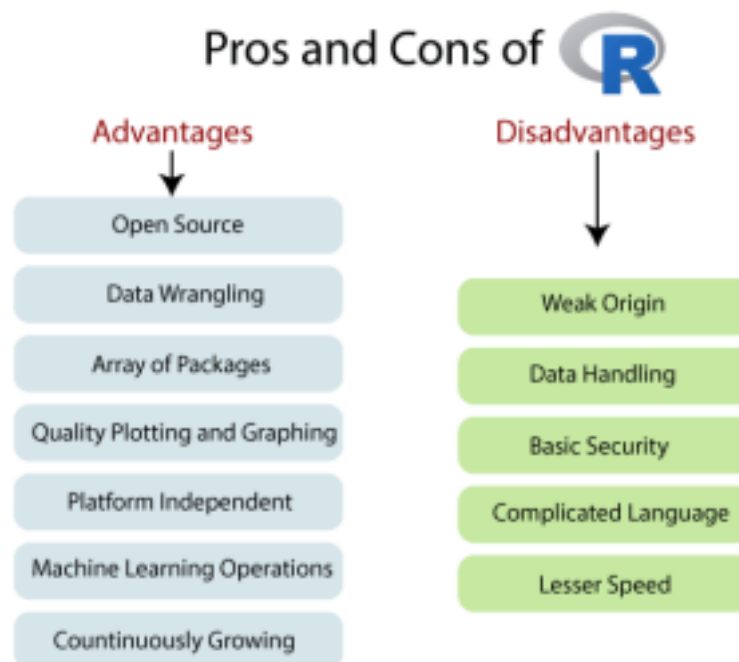 Pros and Cons of R
Advantages
Open Source
Data Wrangling
Array of Packages
Quality Plotting and Graphing
Platform Independent
Machine Learning Operations
Countinuously Growing
Disadvantages
Weak Origin
Data Handling
Basic Security
Complicated Language
Lesser Speed